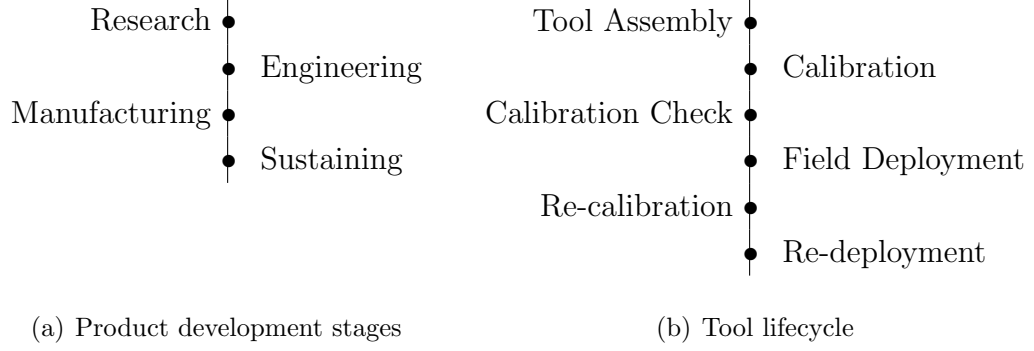 Research
Engineering
Manufacturing
Sustaining
(a) Product development stages
Tool Assembly
Calibration
Calibration Check
Field Deployment
Re-calibration
Re-deployment
(b) Tool lifecycle